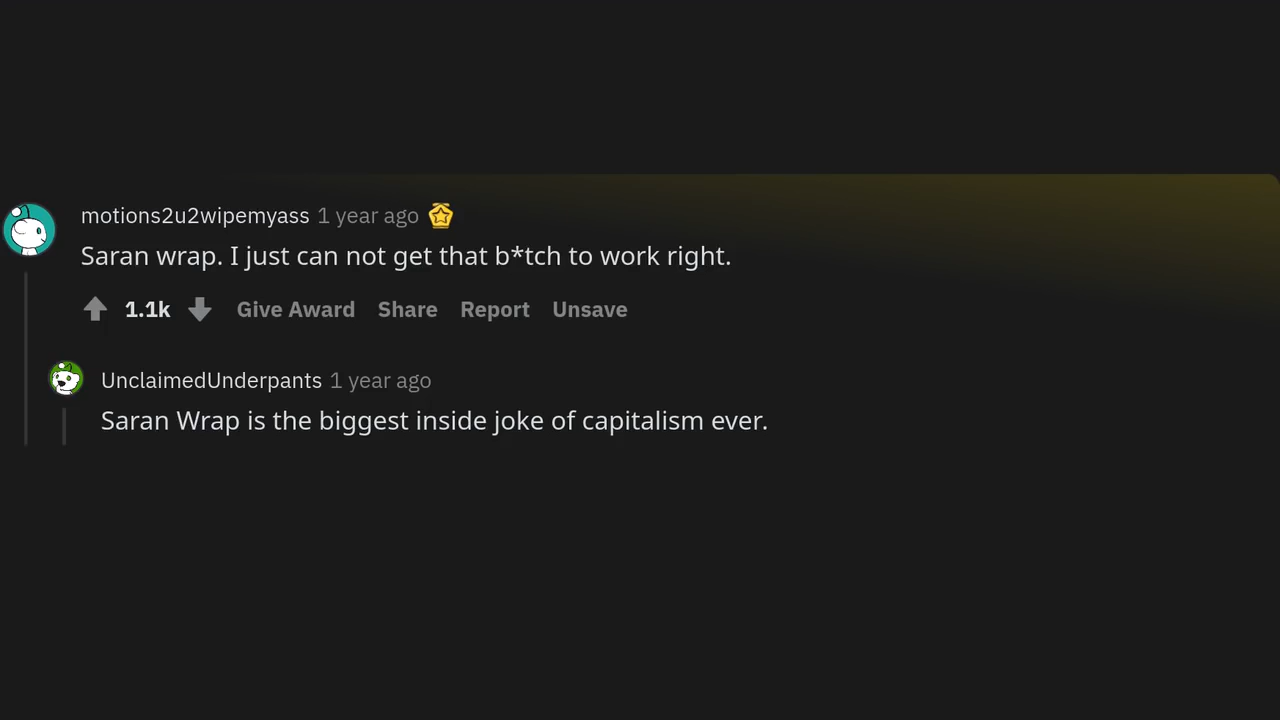 motions2u2wipemyass 1 year ago
Saran wrap. I just can not get that b*tch to work right.
1.1k Give Award Share Report Unsave
UnclaimedUnderpants 1 year ago
Saran Wrap is the biggest inside joke of capitalism ever.